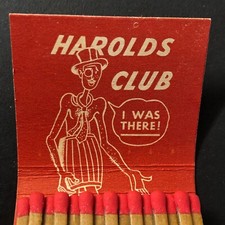 HAROLDS
CLUB
I WAS
THERE!